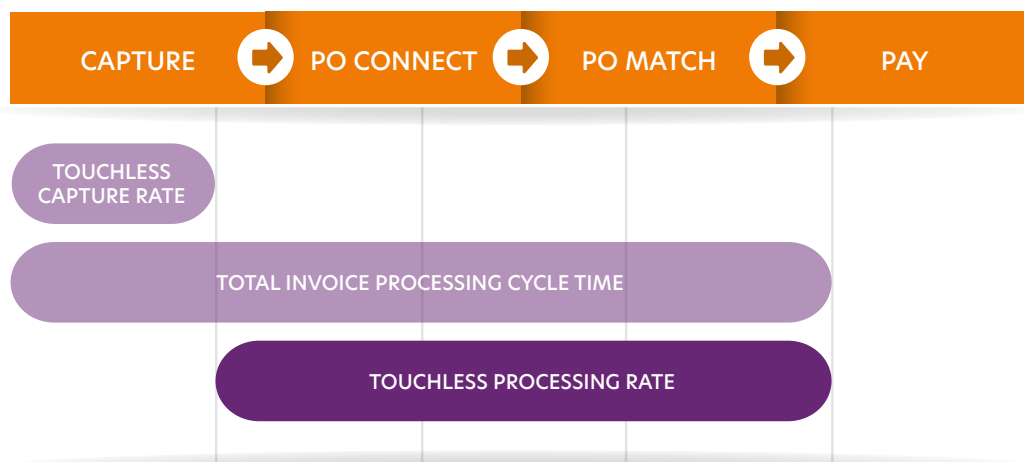 CAPTURE
PO CONNECT
PO MATCH
PAY
TOUCHLESS
CAPTURE RATE
TOTAL INVOICE PROCESSING CYCLE TIME
TOUCHLESS PROCESSING RATE